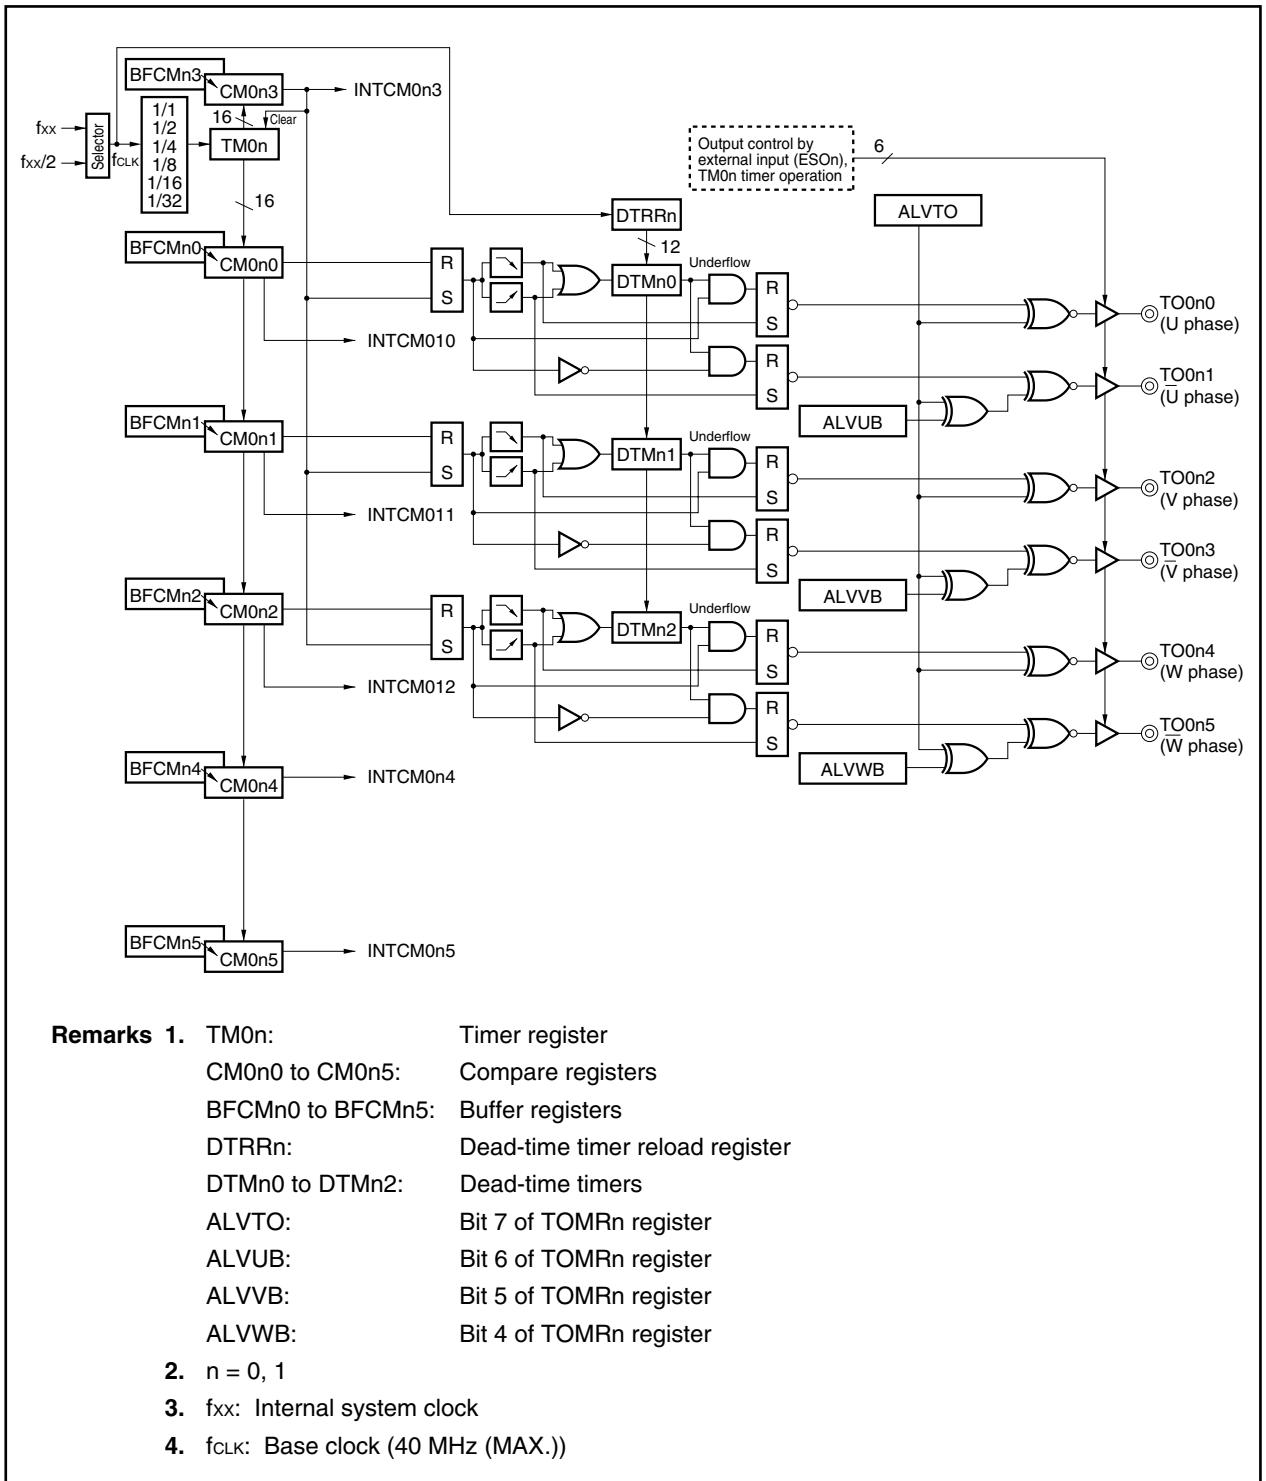 BFCMn3
CM0n3
INTCM0n3
fxx
fxx/2
Selector
fCLK
1/1
1/2
1/4
1/8
1/16
1/32
16
Clear
TM0n
16
Output control by
external input (ESOn),
TM0n timer operation
6
ALVTO
DTRRn
12
BFCMn0
CM0n0
R
S
DTMn0
Underflow
R
S
TO0n0
(U phase)
INTCM010
R
S
ALVUB
TO0n1
(U̅ phase)
BFCMn1
CM0n1
R
S
DTMn1
Underflow
R
S
TO0n2
(V phase)
INTCM011
R
S
ALVVB
TO0n3
(V̅ phase)
BFCMn2
CM0n2
R
S
DTMn2
Underflow
R
S
TO0n4
(W phase)
INTCM012
R
S
ALVWB
TO0n5
(W̅ phase)
BFCMn4
CM0n4
INTCM0n4
BFCMn5
CM0n5
INTCM0n5
Remarks 1. TM0n: Timer register
CM0n0 to CM0n5: Compare registers
BFCMn0 to BFCMn5: Buffer registers
DTRRn: Dead-time timer reload register
DTMn0 to DTMn2: Dead-time timers
ALVTO: Bit 7 of TOMRn register
ALVUB: Bit 6 of TOMRn register
ALVVB: Bit 5 of TOMRn register
ALVWB: Bit 4 of TOMRn register
2. n = 0, 1
3. fxx: Internal system clock
4. fCLK: Base clock (40 MHz (MAX.))